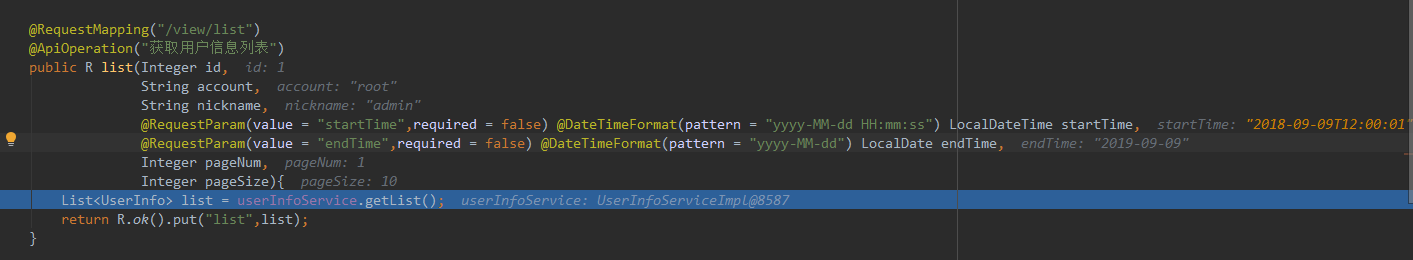 @RequestMapping("/view/list")
@ApiOperation("获取用户信息列表")
public R list(Integer id,  id: 1
String account,  account: "root"
String nickname,  nickname: "admin"
@RequestParam(value = "startTime",required = false) @DateTimeFormat(pattern = "yyyy-MM-dd HH:mm:ss") LocalDateTime startTime,  startTime: "2018-09-09T12:00:01"
@RequestParam(value = "endTime",required = false) @DateTimeFormat(pattern = "yyyy-MM-dd") LocalDate endTime,  endTime: "2019-09-09"
Integer pageNum,  pageNum: 1
Integer pageSize){  pageSize: 10
List<UserInfo> list = userInfoService.getList();  userInfoService: UserInfoServiceImpl@8587
return R.ok().put("list",list);
}